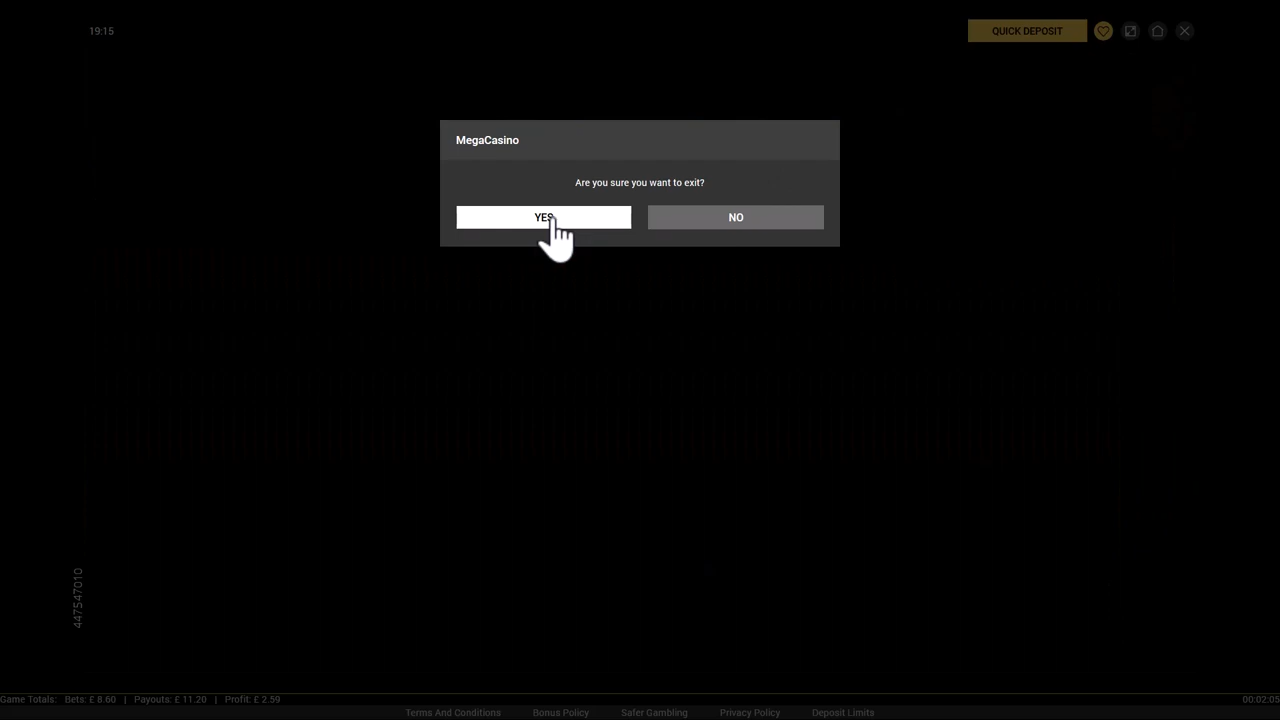 19:15
QUICK DEPOSIT
MegaCasino
Are you sure you want to exit?
YES
NO
447547010
Game Totals: Bets: £ 8.60 | Payouts: £ 11.20 | Profit: £ 2.59
00:02:05
Terms And Conditions Bonus Policy Safer Gambling Privacy Policy Deposit Limits